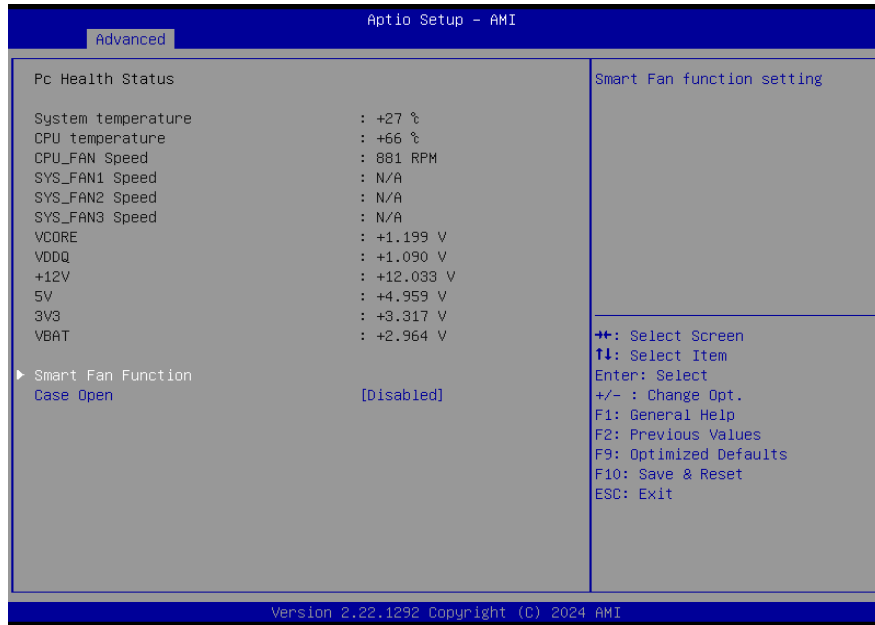 Aptio Setup - AMI
Advanced
Pc Health Status
System temperature : +27 ℃
CPU temperature : +66 ℃
CPU_FAN Speed : 881 RPM
SYS_FAN1 Speed : N/A
SYS_FAN2 Speed : N/A
SYS_FAN3 Speed : N/A
VCORE : +1.199 V
VDDQ : +1.090 V
+12V : +12.033 V
5V : +4.959 V
3V3 : +3.317 V
VBAT : +2.964 V
Smart Fan Function
Case Open [Disabled]
Smart Fan function setting
→←: Select Screen
↑↓: Select Item
Enter: Select
+/- : Change Opt.
F1: General Help
F2: Previous Values
F9: Optimized Defaults
F10: Save & Reset
ESC: Exit
Version 2.22.1292 Copyright (C) 2024 AMI